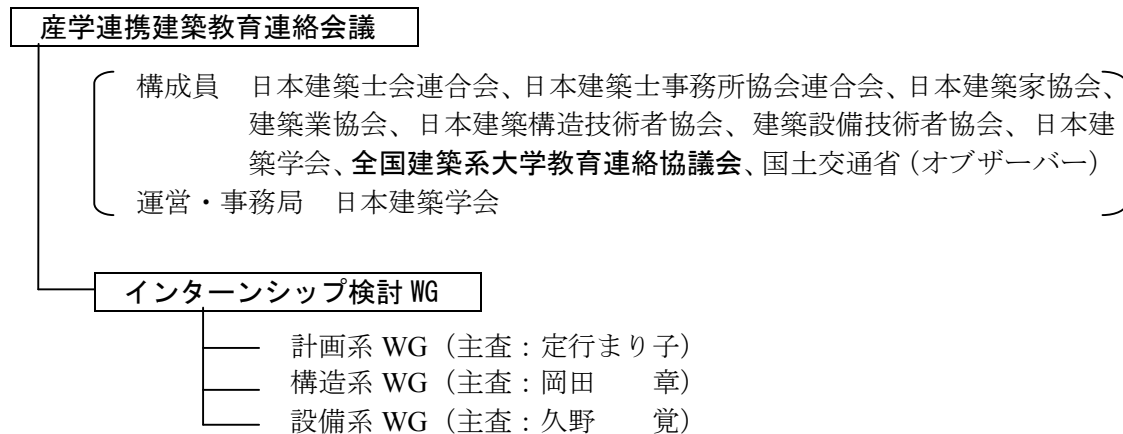 産学連携建築教育連絡会議
構成員　日本建築士会連合会、日本建築士事務所協会連合会、日本建築家協会、
建築業協会、日本建築構造技術者協会、建築設備技術者協会、日本建
築学会、全国建築系大学教育連絡協議会、国土交通省（オブザーバー）
運営・事務局　日本建築学会
インターンシップ検討 WG
計画系 WG（主査：定行まり子）
構造系 WG（主査：岡田　　章）
設備系 WG（主査：久野　　覚）